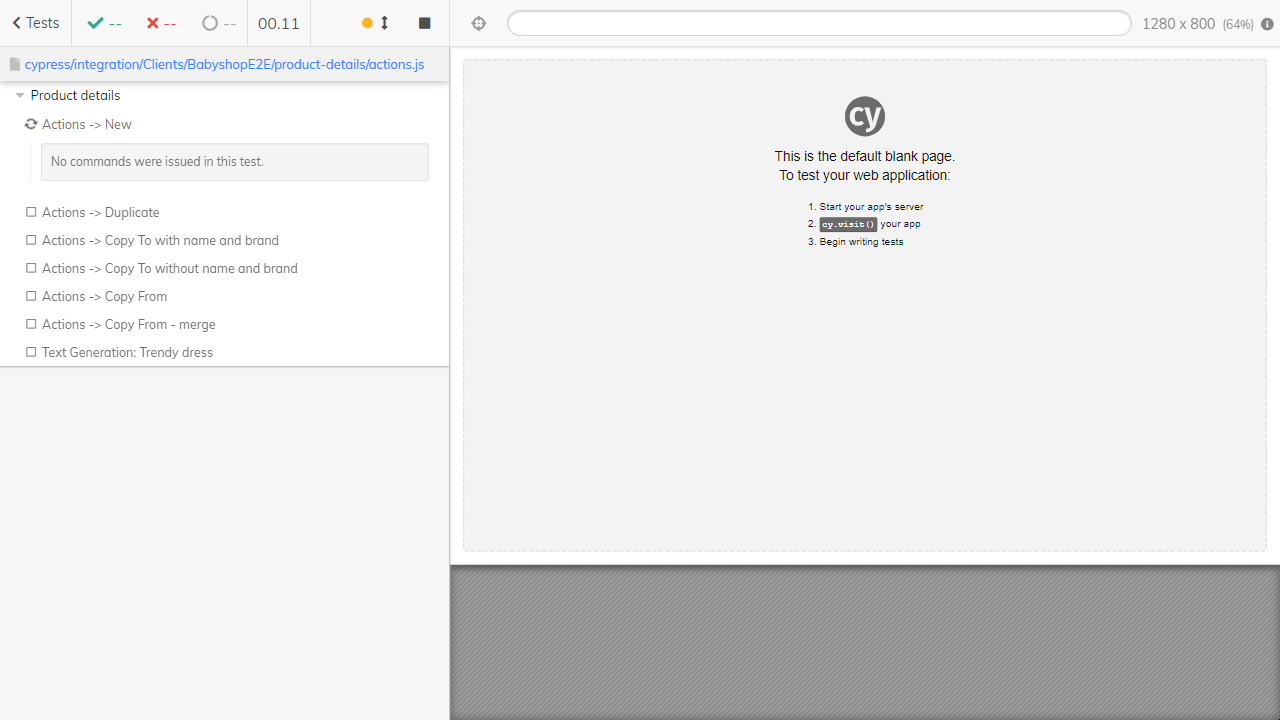 Tests -- -- -- 00.11 1280 x 800 (64%)
cypress/integration/Clients/BabyshopE2E/product-details/actions.js
Product details
Actions -> New
No commands were issued in this test.
Actions -> Duplicate
Actions -> Copy To with name and brand
Actions -> Copy To without name and brand
Actions -> Copy From
Actions -> Copy From - merge
Text Generation: Trendy dress
cy
This is the default blank page.
To test your web application:
1. Start your app's server
2. cy.visit() your app
3. Begin writing tests